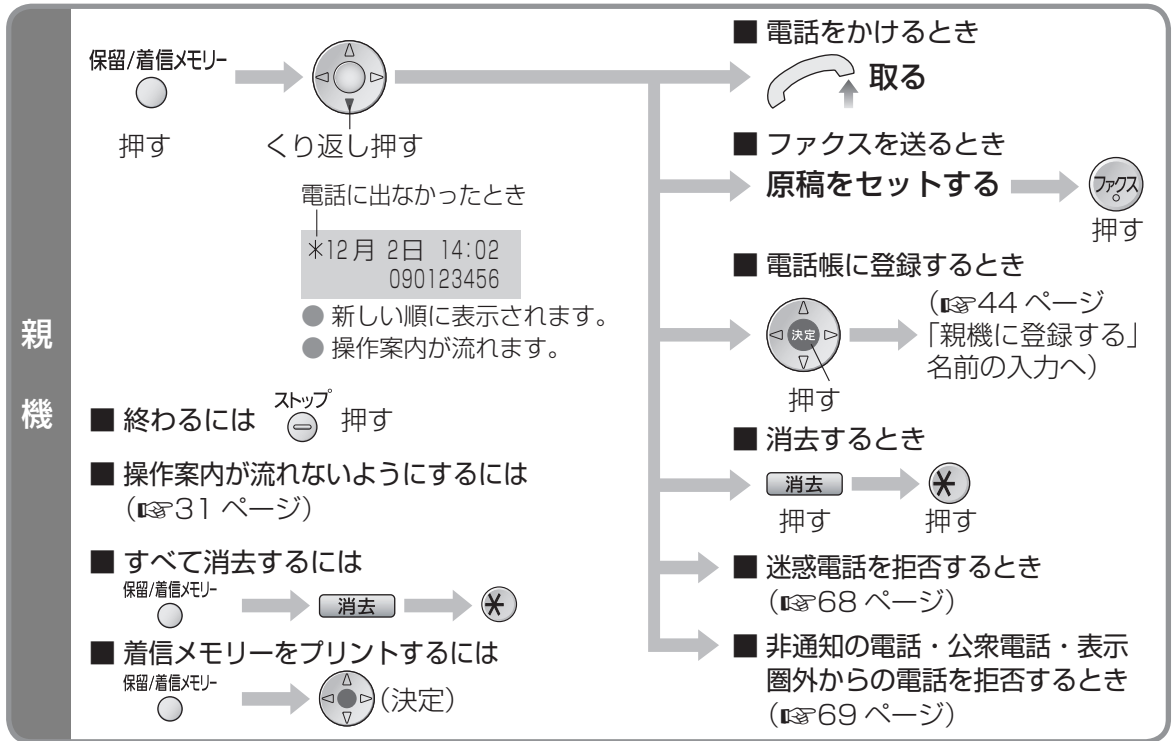 親機
保留/着信メモリー
押す
くり返し押す
電話に出なかったとき
＊12月 2日 14:02
090123456
● 新しい順に表示されます。
● 操作案内が流れます。
■ 終わるには ストップ 押す
■ 操作案内が流れないようにするには
（☞31 ページ）
■ すべて消去するには
保留/着信メモリー
消去
＊
■ 着信メモリーをプリントするには
保留/着信メモリー
（決定）
■ 電話をかけるとき
取る
■ ファクスを送るとき
原稿をセットする
ファクス
押す
■ 電話帳に登録するとき
決定
押す
（☞44 ページ
「親機に登録する」
名前の入力へ）
■ 消去するとき
消去
＊
押す 押す
■ 迷惑電話を拒否するとき
（☞68 ページ）
■ 非通知の電話・公衆電話・表示
圏外からの電話を拒否するとき
（☞69 ページ）